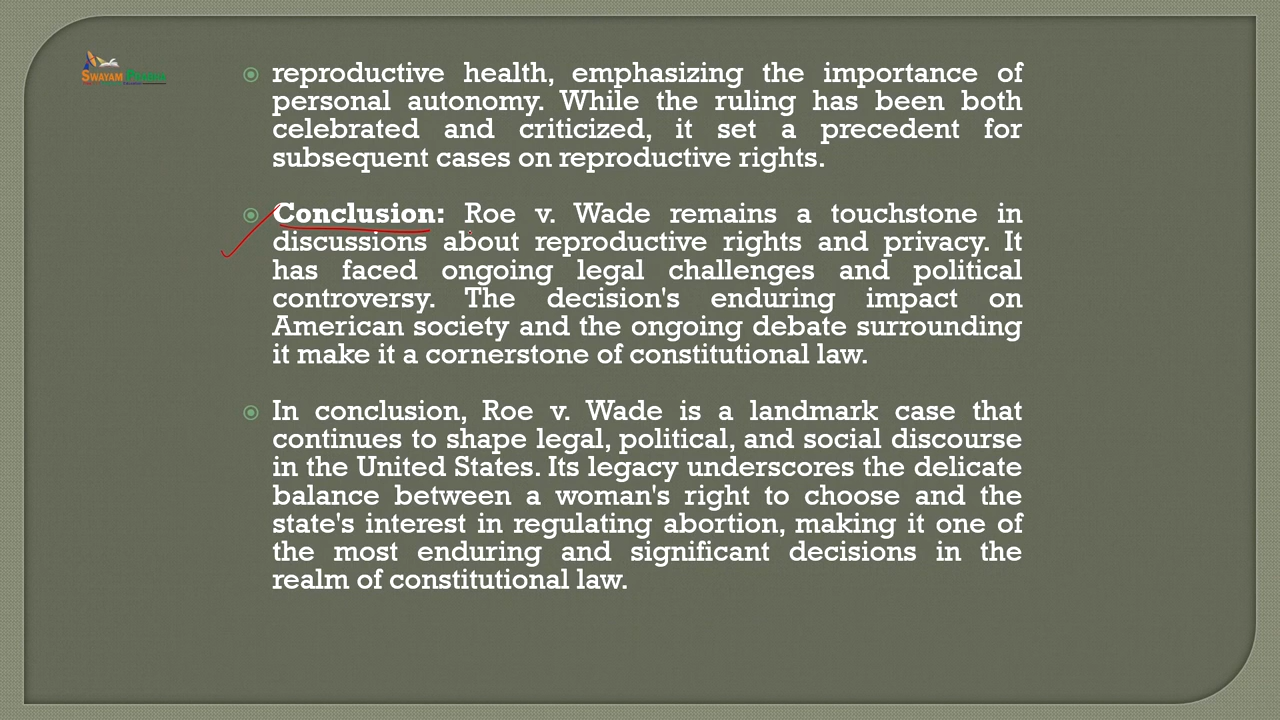 SWAYAM PRABHA
reproductive health, emphasizing the importance of
personal autonomy. While the ruling has been both
celebrated and criticized, it set a precedent for
subsequent cases on reproductive rights.
Conclusion: Roe v. Wade remains a touchstone in
discussions about reproductive rights and privacy. It
has faced ongoing legal challenges and political
controversy. The decision's enduring impact on
American society and the ongoing debate surrounding
it make it a cornerstone of constitutional law.
In conclusion, Roe v. Wade is a landmark case that
continues to shape legal, political, and social discourse
in the United States. Its legacy underscores the delicate
balance between a woman's right to choose and the
state's interest in regulating abortion, making it one of
the most enduring and significant decisions in the
realm of constitutional law.